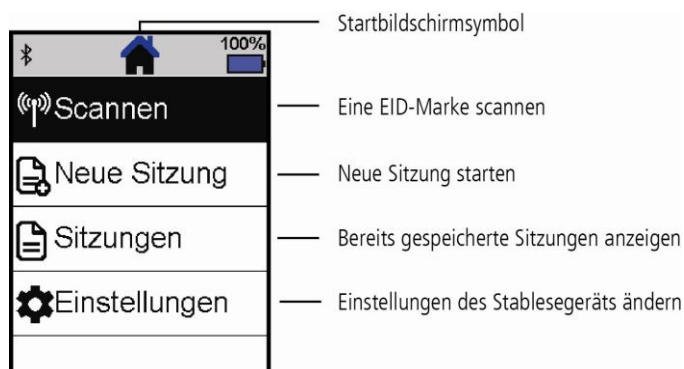 Startbildschirmsymbol
100%
Scannen
Eine EID-Marke scannen
Neue Sitzung
Neue Sitzung starten
Sitzungen
Bereits gespeicherte Sitzungen anzeigen
Einstellungen
Einstellungen des Stablesegeräts ändern